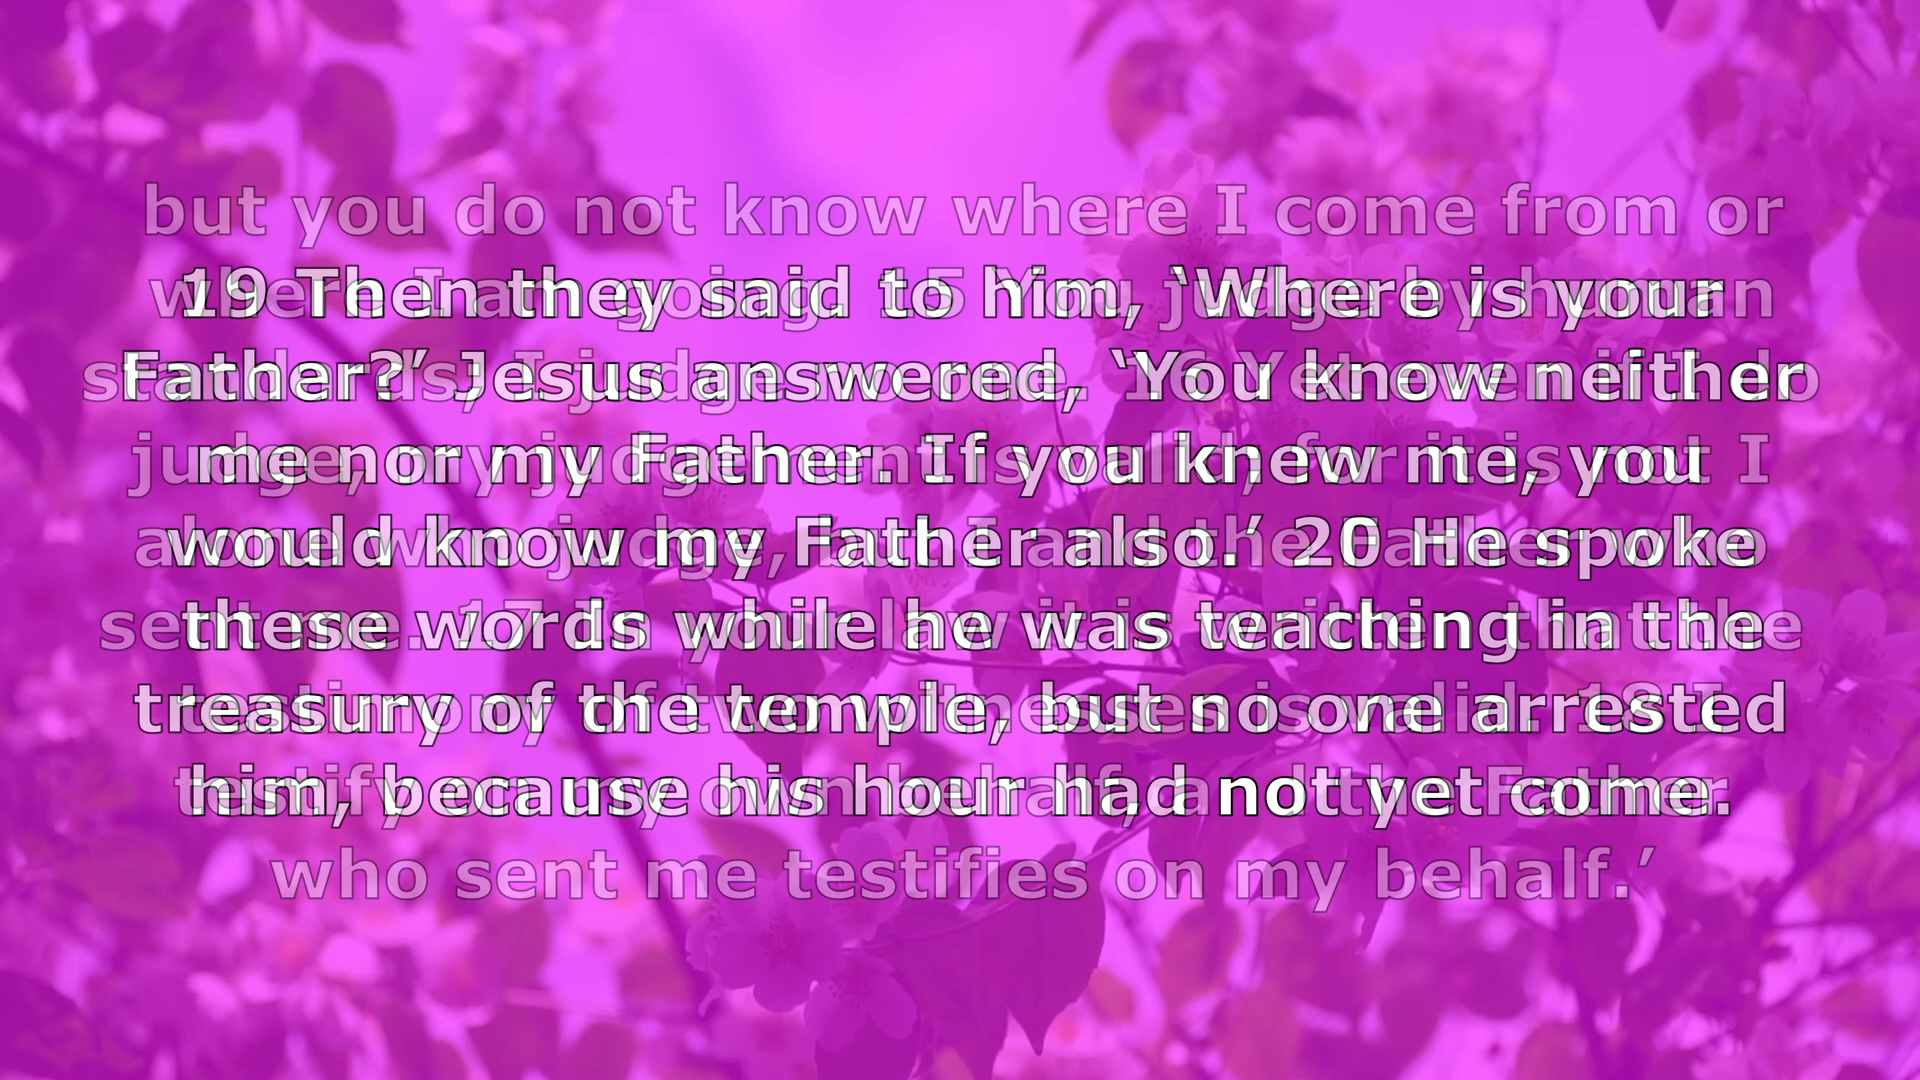 but you do not know where I come from or
where I am going. 15 You judge by human
standards; I judge no one. 16 Yet even if I do
judge, my judgement is valid; for it is not I
alone who judge, but I and the Father who
sent me. 17 In your law it is written that the
testimony of two witnesses is valid. 18 I
testify on my own behalf, and the Father
who sent me testifies on my behalf.’
19 Then they said to him, ‘Where is your
Father?’ Jesus answered, ‘You know neither
me nor my Father. If you knew me, you
would know my Father also.’ 20 He spoke
these words while he was teaching in the
treasury of the temple, but no one arrested
him, because his hour had not yet come.